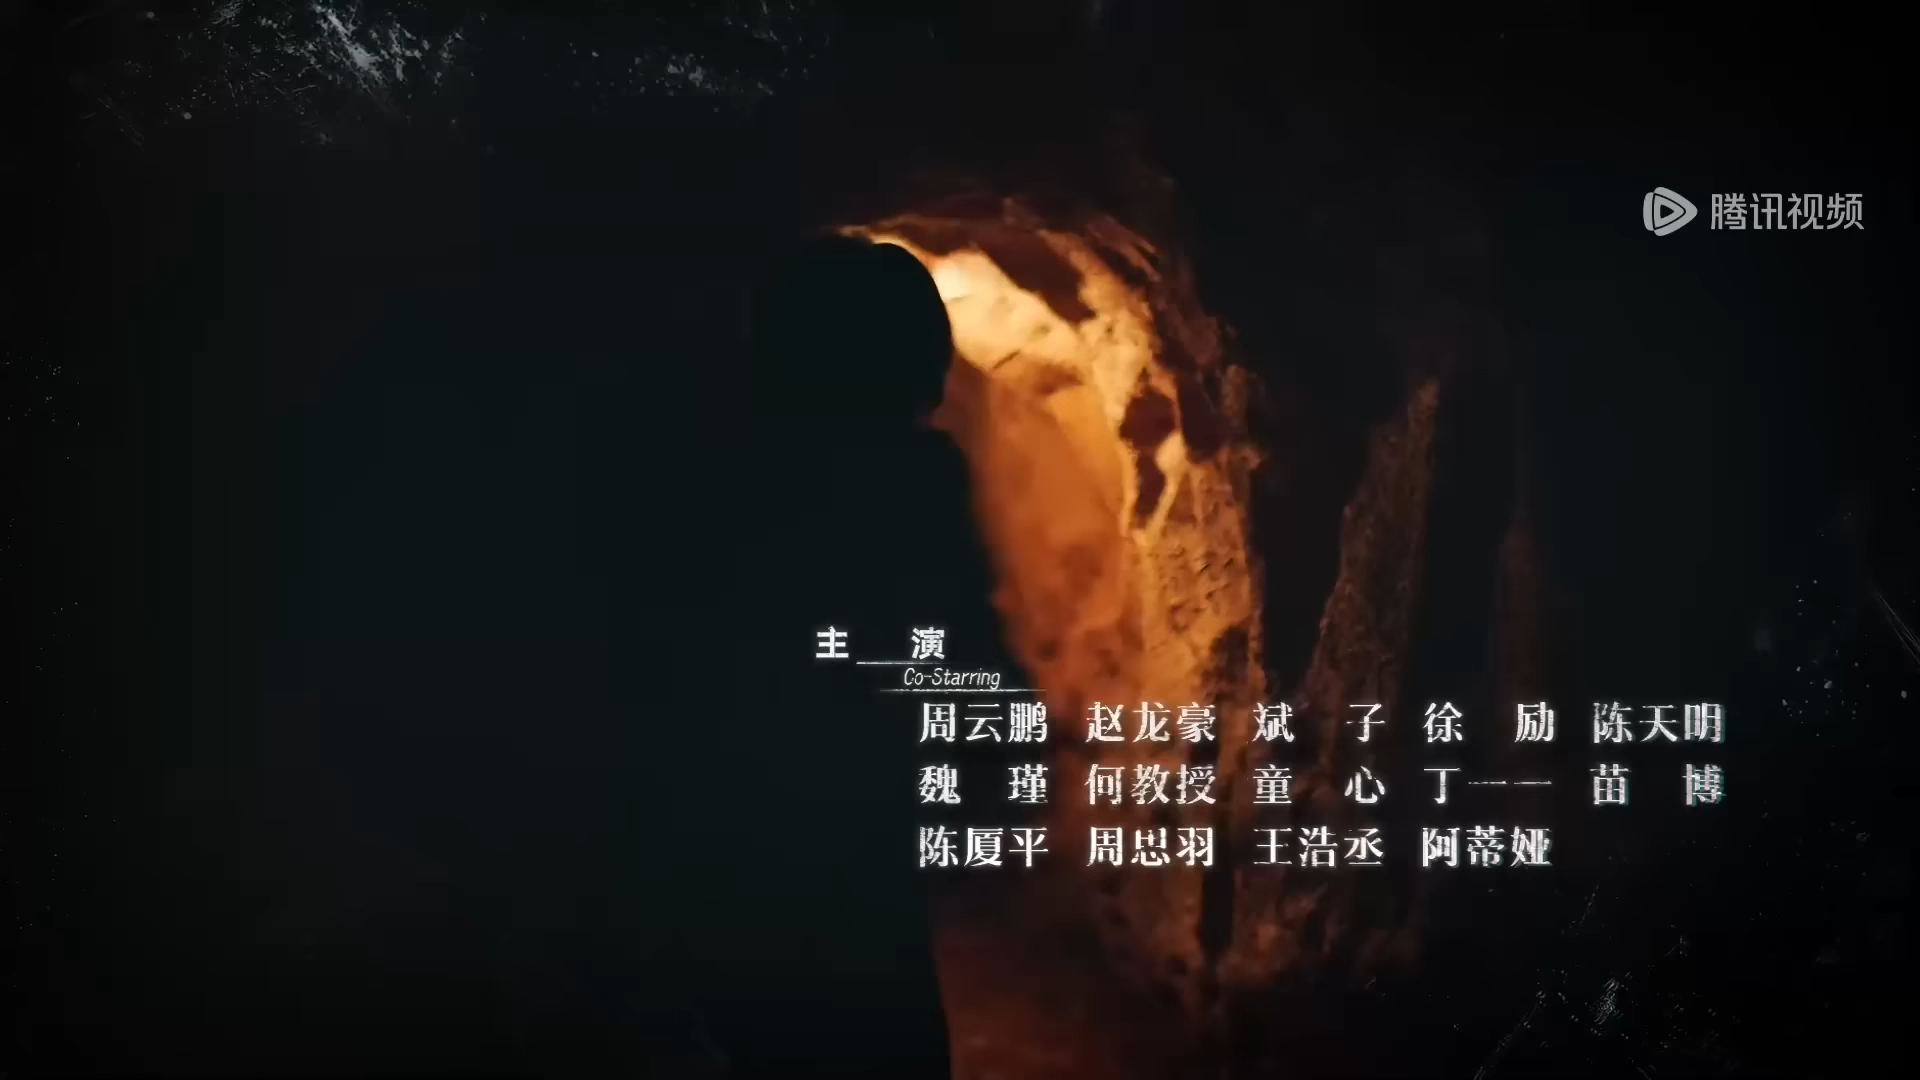 腾讯视频
主 演
Co-Starring
周云鹏 赵龙豪 斌 子 徐 励 陈天明
魏 瑾 何教授 童 心 丁一一 苗 博
陈厦平 周思羽 王浩丞 阿蒂娅